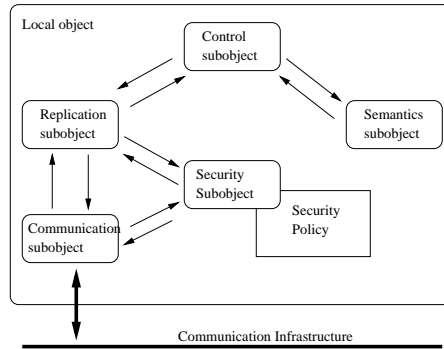 Local object
Control
subobject
Replication
subobject
Semantics
subobject
Security
Subobject
Security
Policy
Communication
subobject
Communication Infrastructure